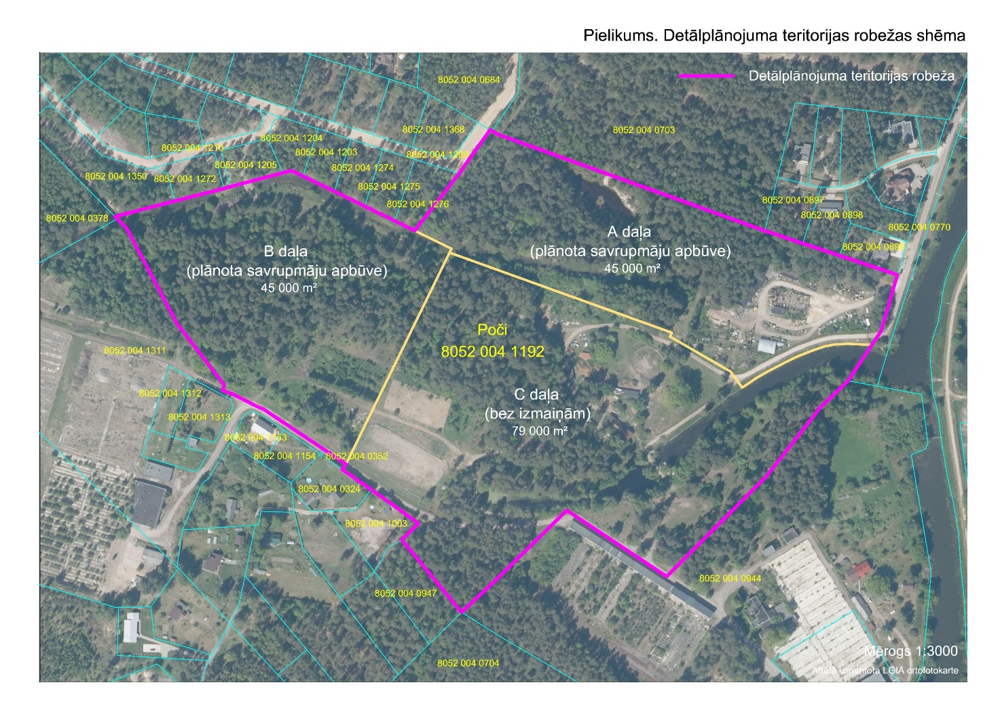 Pielikums. Detālplānojuma teritorijas robežas shēma
Detālplānojuma teritorijas robeža
8052 004 0684
8052 004 1368
8052 004 0703
8052 004 1204
8052 004 1210
8052 004 1203
8052 004 1209
8052 004 1205
8052 004 1274
8052 004 1350
8052 004 1272
8052 004 1275
8052 004 1276
8052 004 0897
8052 004 0898
8052 004 0378
8052 004 0770
8052 004 0899
A daļa
(plānota savrupmāju apbūve)
45 000 m²
B daļa
(plānota savrupmāju apbūve)
45 000 m²
Poči
8052 004 1192
8052 004 1311
8052 004 1312
8052 004 1313
C daļa
(bez izmaiņām)
79 000 m²
8052 004 1153
8052 004 1154
8052 004 0352
8052 004 0324
8052 004 1003
8052 004 0944
8052 004 0947
8052 004 0704
Mērogs 1:3000
Attēlā izmantota LĢIA ortofotokarte